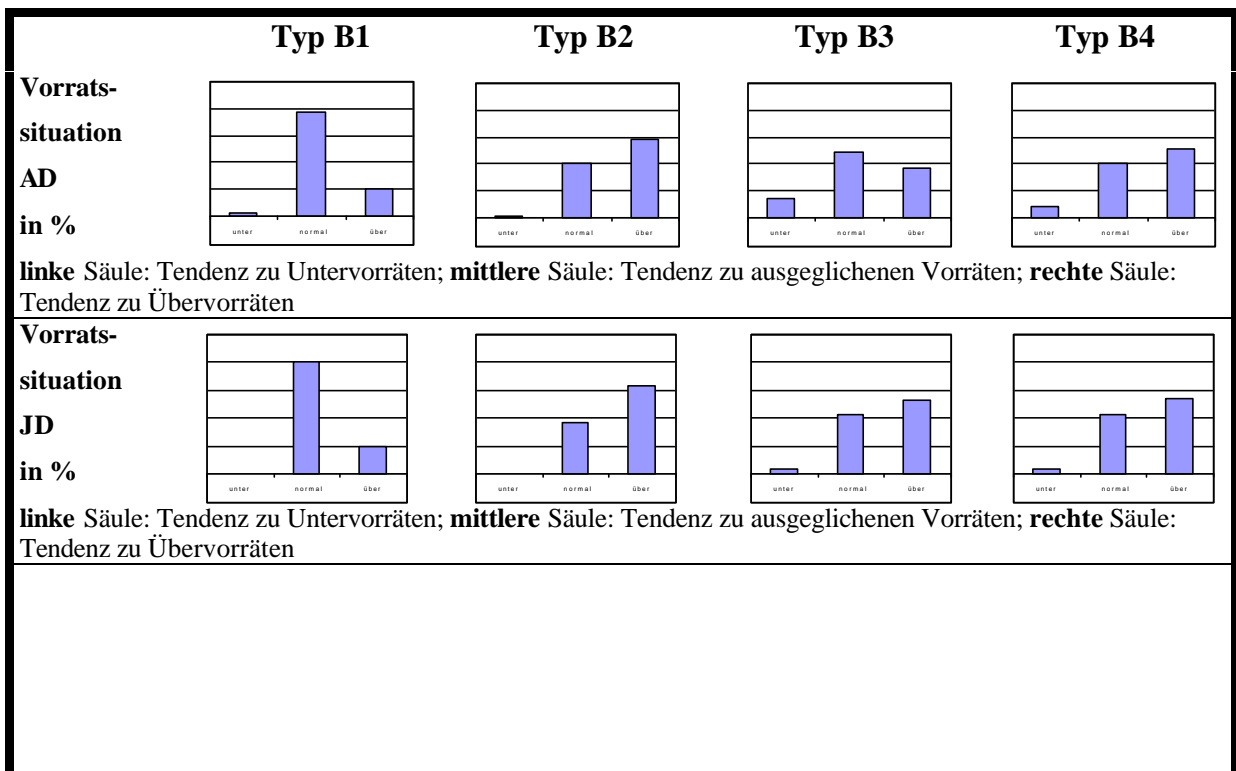 Typ B1 Typ B2 Typ B3 Typ B4
Vorrats-
situation
AD
in %
unter normal über unter normal über unter normal über unter normal über
linke Säule: Tendenz zu Untervorräten; mittlere Säule: Tendenz zu ausgeglichenen Vorräten; rechte Säule:
Tendenz zu Übervorräten
Vorrats-
situation
JD
in %
unter normal über unter normal über unter normal über unter normal über
linke Säule: Tendenz zu Untervorräten; mittlere Säule: Tendenz zu ausgeglichenen Vorräten; rechte Säule:
Tendenz zu Übervorräten